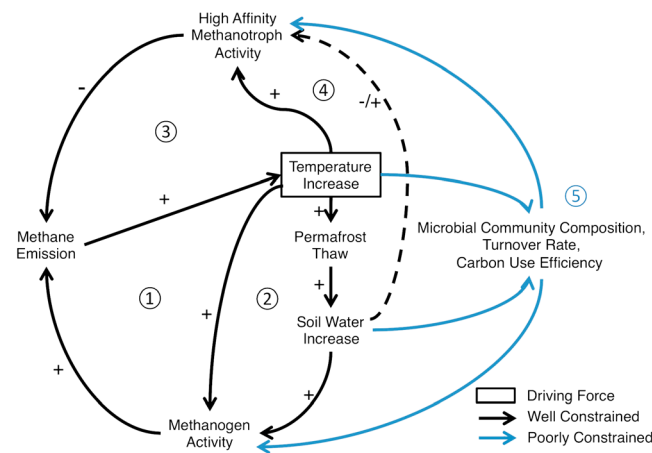 High Affinity
Methanotroph
Activity
-
+
④
-/+
③
Temperature
Increase
⑤
+
+
Methane
Emission
Permafrost
Thaw
Microbial Community Composition,
Turnover Rate,
Carbon Use Efficiency
①
②
+
+
Soil Water
Increase
+
+
Methanogen
Activity
Driving Force
Well Constrained
Poorly Constrained